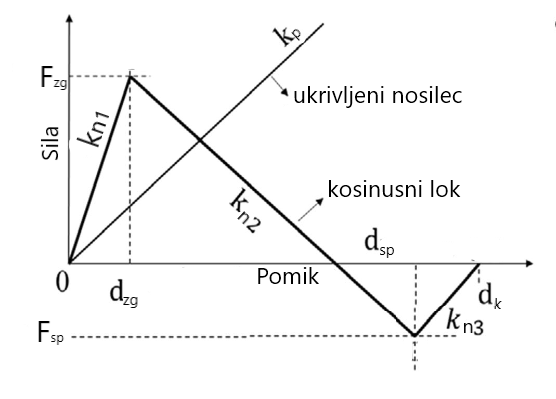 k_p
F_zg
ukrivljeni nosilec
k_n1
Sila
kosinusni lok
k_n2
d_sp
0
Pomik
d_zg
d_k
k_n3
F_sp